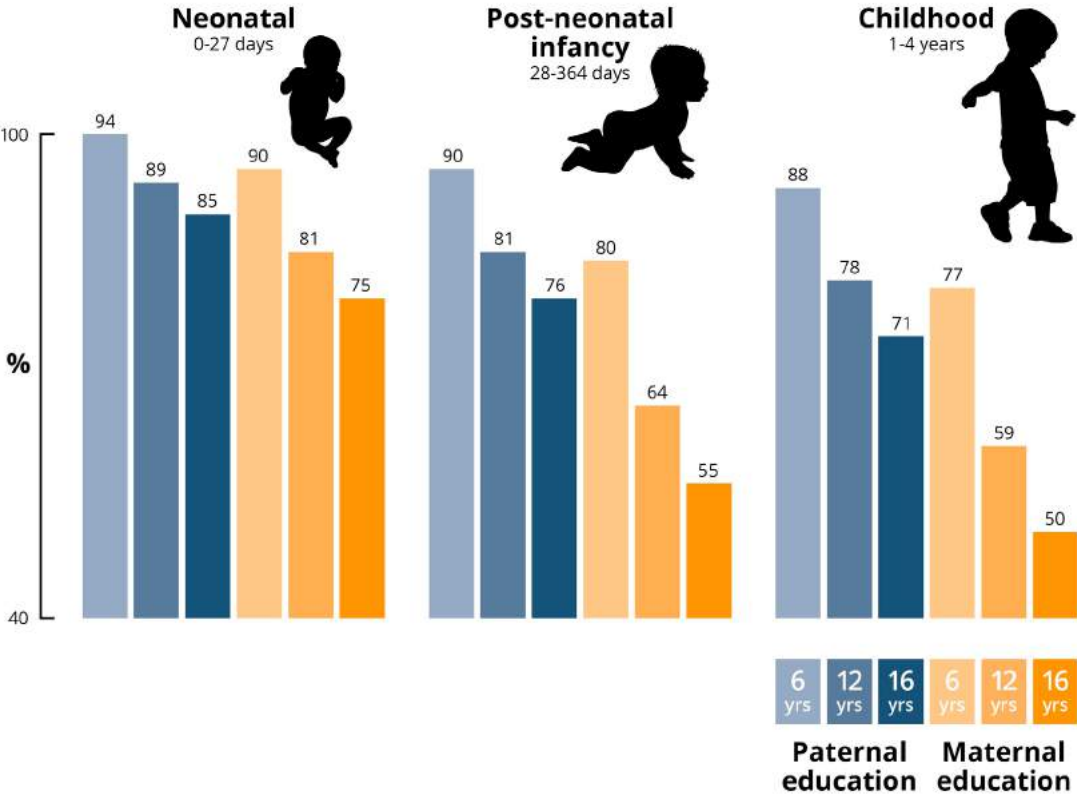 Neonatal
0-27 days
Post-neonatal
infancy
28-364 days
Childhood
1-4 years
100
%
40
94
89
85
90
81
75
90
81
76
80
64
55
88
78
71
77
59
50
6
yrs
12
yrs
16
yrs
6
yrs
12
yrs
16
yrs
Paternal
education
Maternal
education